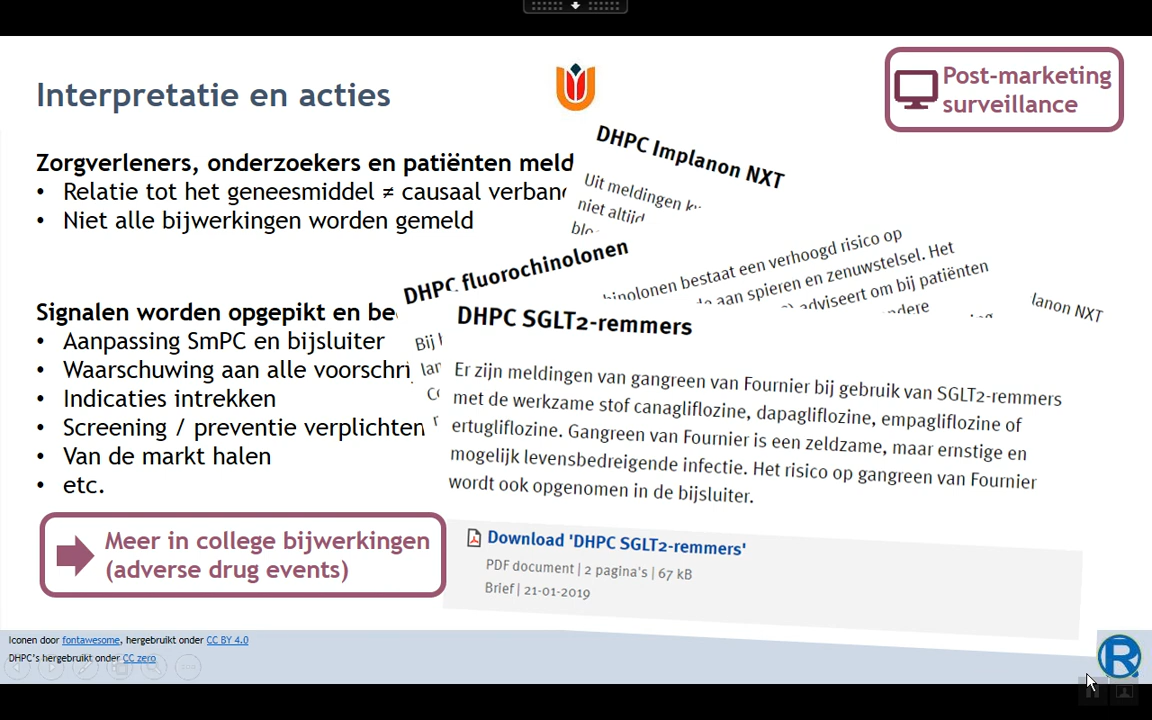 Interpretatie en acties
Post-marketing
surveillance
Zorgverleners, onderzoekers en patiënten meld
• Relatie tot het geneesmiddel ≠ causaal verband
• Niet alle bijwerkingen worden gemeld
DHPC Implanon NXT
Uit meldingen
niet altijd
DHPC fluorochinolonen
binolonen bestaat een verhoogd risico op
aan spieren en zenuwstelsel. Het
adviseert om bij patiënten
lanon NXT
Bij
Signalen worden opgepikt en
• Aanpassing SmPC en bijsluiter
• Waarschuwing aan alle voorschri
• Indicaties intrekken
• Screening / preventie verplichten
• Van de markt halen
• etc.
DHPC SGLT2-remmers
Er zijn meldingen van gangreen van Fournier bij gebruik van SGLT2-remmers
met de werkzame stof canagliflozine, dapagliflozine, empagliflozine of
ertugliflozine. Gangreen van Fournier is een zeldzame, maar ernstige en
mogelijk levensbedreigende infectie. Het risico op gangreen van Fournier
wordt ook opgenomen in de bijsluiter.
Download 'DHPC SGLT2-remmers'
PDF document | 2 pagina's | 67 kB
Brief | 21-01-2019
Meer in college bijwerkingen
(adverse drug events)
Iconen door fontawesome, hergebruikt onder CC BY 4.0
DHPC's hergebruikt onder CC zero
R